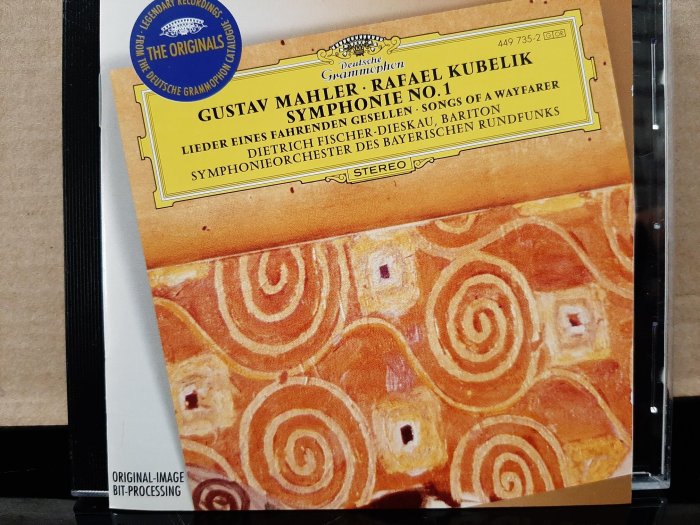 LEGENDARY RECORDINGS
THE ORIGINALS
FROM THE DEUTSCHE GRAMMOPHON CATALOGUE
Deutsche
Grammophon
449 735-2
GUSTAV MAHLER · RAFAEL KUBELIK
SYMPHONIE NO. 1
LIEDER EINES FAHRENDEN GESELLEN · SONGS OF A WAYFARER
DIETRICH FISCHER-DIESKAU, BARITON
SYMPHONIEORCHESTER DES BAYERISCHEN RUNDFUNKS
STEREO
ORIGINAL-IMAGE
BIT-PROCESSING